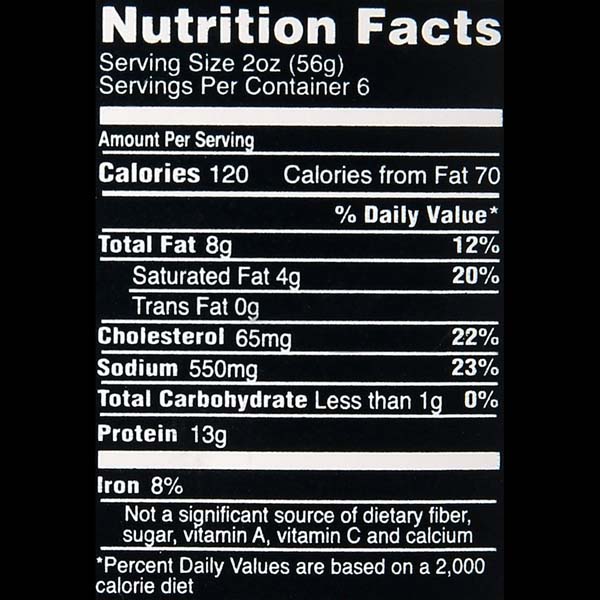 Nutrition Facts
Serving Size 2oz (56g)
Servings Per Container 6
Amount Per Serving
Calories 120 Calories from Fat 70
% Daily Value*
Total Fat 8g 12%
Saturated Fat 4g 20%
Trans Fat 0g
Cholesterol 65mg 22%
Sodium 550mg 23%
Total Carbohydrate Less than 1g 0%
Protein 13g
Iron 8%
Not a significant source of dietary fiber,
sugar, vitamin A, vitamin C and calcium
*Percent Daily Values are based on a 2,000
calorie diet